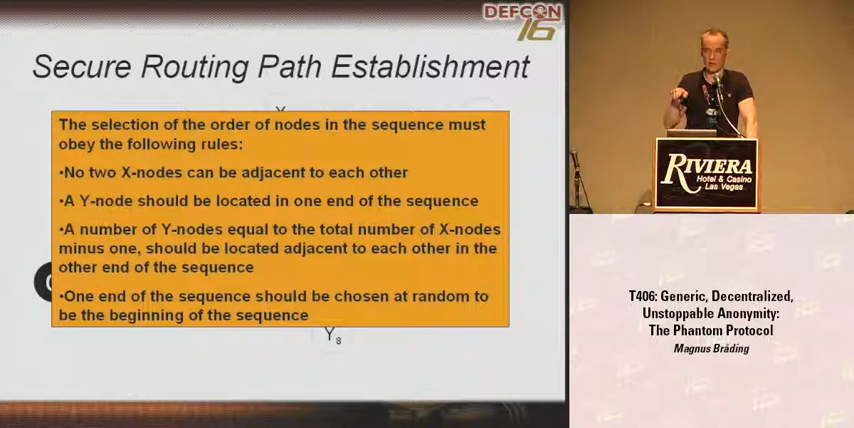 DEFCON
16
Secure Routing Path Establishment
X
The selection of the order of nodes in the sequence must
obey the following rules:
•No two X-nodes can be adjacent to each other
•A Y-node should be located in one end of the sequence
•A number of Y-nodes equal to the total number of X-nodes
minus one, should be located adjacent to each other in the
other end of the sequence
•One end of the sequence should be chosen at random to
be the beginning of the sequence
Y8
RIVIERA
Hotel & Casino
Las Vegas
T406: Generic, Decentralized,
Unstoppable Anonymity:
The Phantom Protocol
Magnus Bråding